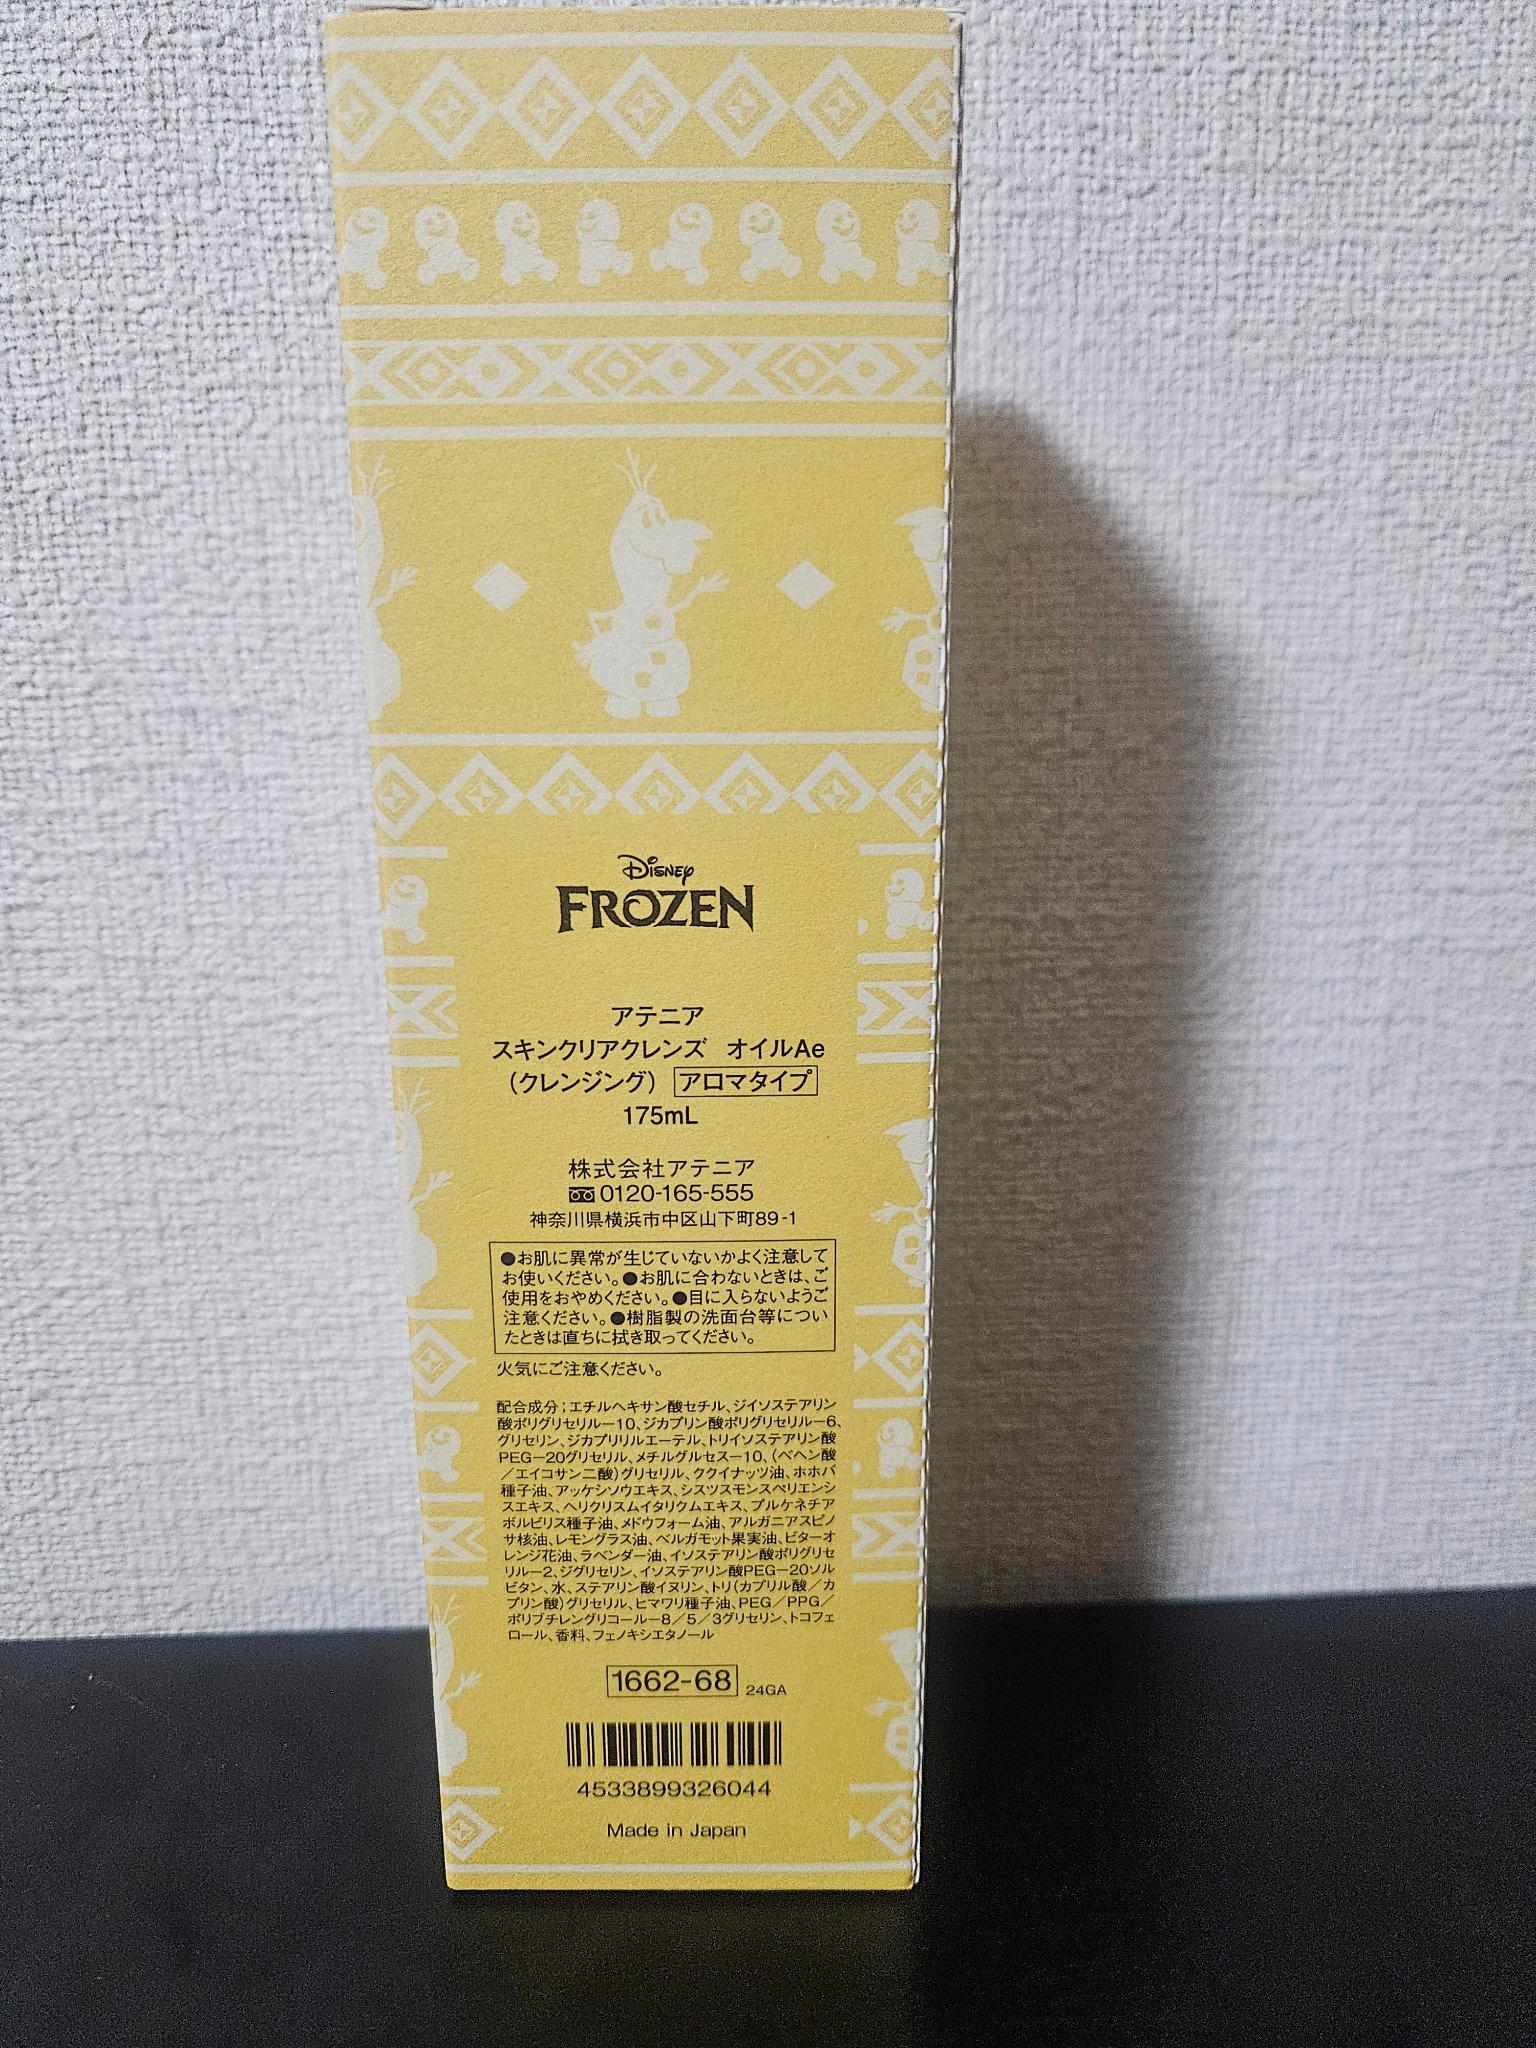 Disney
FROZEN
アテニア
スキンクリアクレンズ オイルAe
(クレンジング) アロマタイプ
175mL
株式会社アテニア
0120-165-555
神奈川県横浜市中区山下町89-1
●お肌に異常が生じていないかよく注意して
お使いください。●お肌に合わないときは、ご
使用をおやめください。●目に入らないようご
注意ください。●樹脂製の洗面台等につい
たときは直ちに拭き取ってください。
火気にご注意ください。
配合成分；エチルヘキサン酸セチル、ジイソステアリン
酸ポリグリセリル－10、ジカプリン酸ポリグリセリル－6、
グリセリン、ジカプリリルエーテル、トリイソステアリン酸
PEG－20グリセリル、メチルグルセス－10、（ベヘン酸
／エイコサン二酸）グリセリル、ククイナッツ油、ホホバ
種子油、アッケシソウエキス、シスツスモンスペリエンシ
スエキス、ヘリクリスムイタリクムエキス、プルケネチア
ボルビリス種子油、メドウフォーム油、アルガニアスピノ
サ核油、レモングラス油、ベルガモット果実油、ビターオ
レンジ花油、ラベンダー油、イソステアリン酸ポリグリセ
リル－2、ジグリセリン、イソステアリン酸PEG－20ソル
ビタン、水、ステアリン酸イヌリン、トリ（カプリル酸／カ
プリン酸）グリセリル、ヒマワリ種子油、PEG／PPG／
ポリブチレングリコール－8／5／3グリセリン、トコフェ
ロール、香料、フェノキシエタノール
1662-68 24GA
4533899326044
Made in Japan